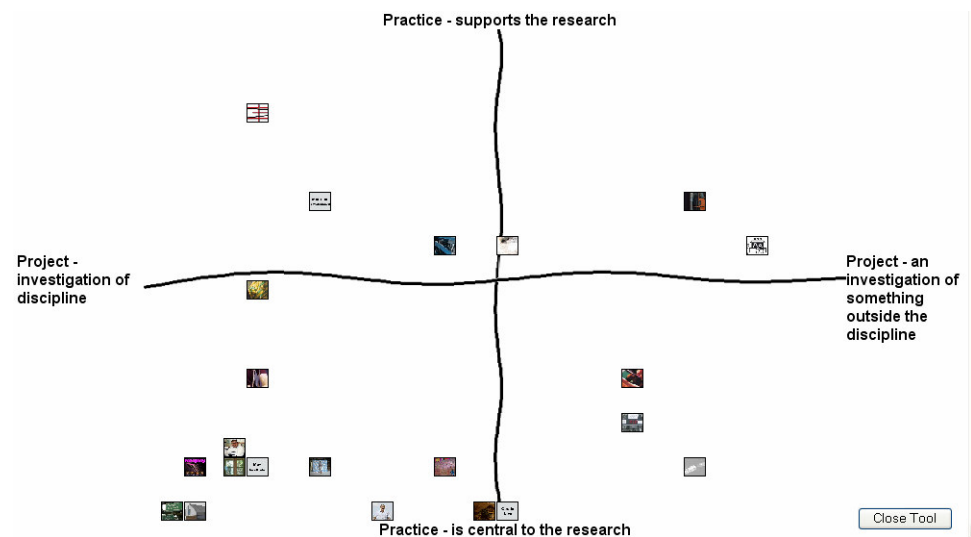 Practice - supports the research
Project -
investigation of
discipline
Project - an
investigation of
something
outside the
discipline
Practice - is central to the research
Close Tool